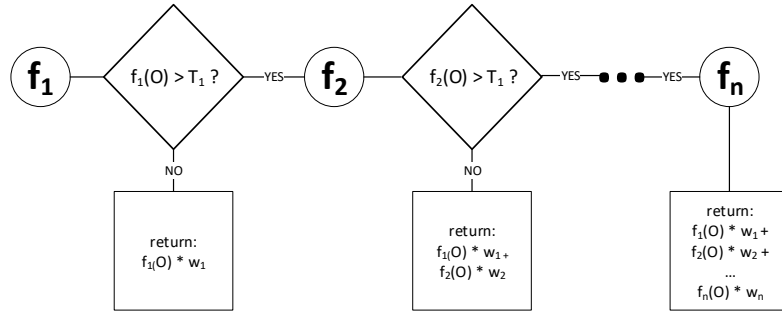 f₁
f₁(O) > T₁ ?
YES
f₂
f₂(O) > T₁ ?
YES
YES
fₙ
NO
NO
return:
f₁(O) * w₁
return:
f₁(O) * w₁ +
f₂(O) * w₂
return:
f₁(O) * w₁ +
f₂(O) * w₂ +
...
fₙ(O) * wₙ